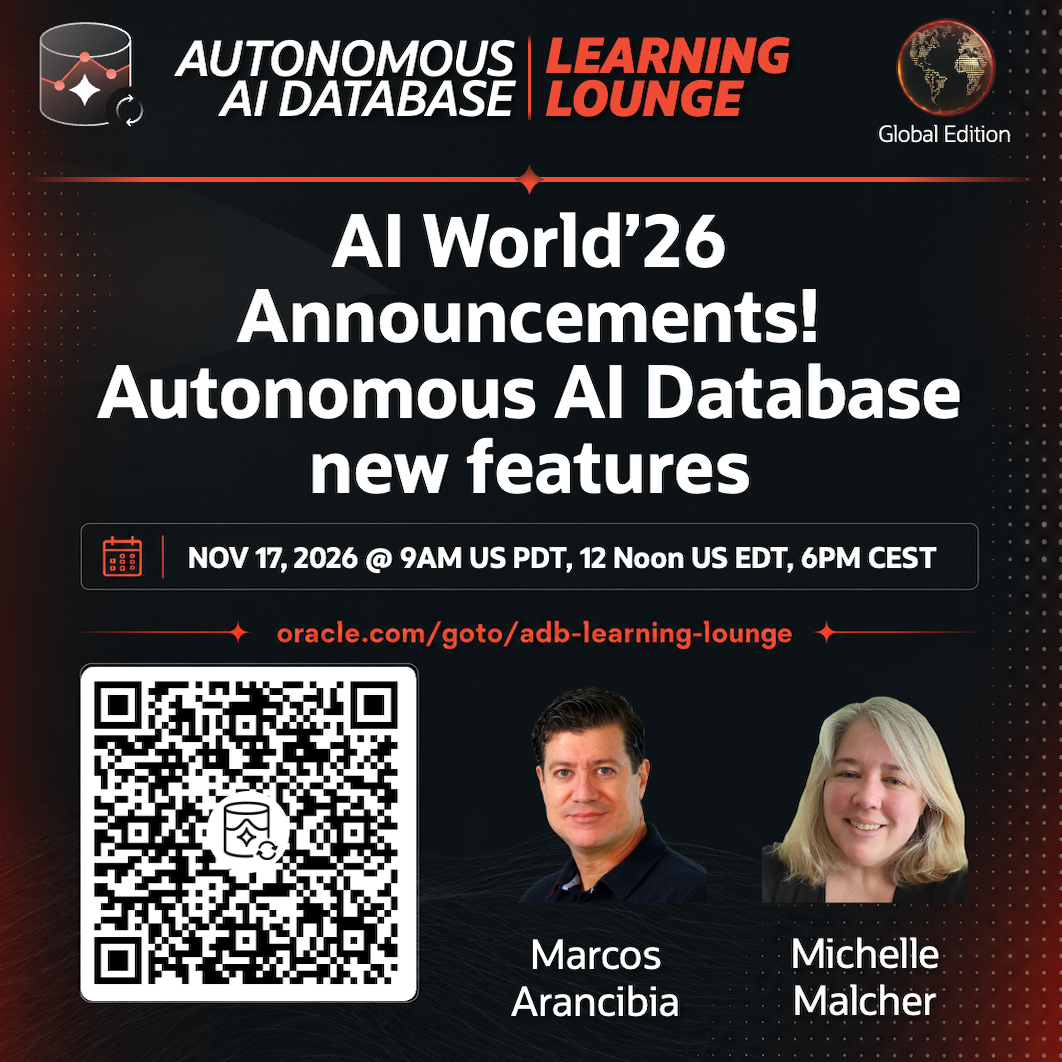 AUTONOMOUS
AI DATABASE
LEARNING
LOUNGE
Global Edition
AI World’26
Announcements!
Autonomous AI Database
new features
NOV 17, 2026 @ 9AM US PDT, 12 Noon US EDT, 6PM CEST
oracle.com/goto/adb-learning-lounge
Marcos
Arancibia
Michelle
Malcher